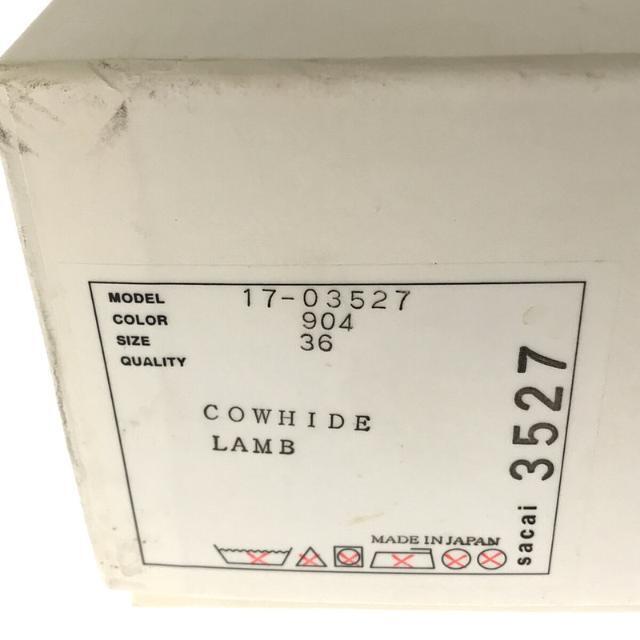 MODEL 17-03527
COLOR 904
SIZE 36
QUALITY
COWHIDE
LAMB
MADE IN JAPAN
sacai 3527